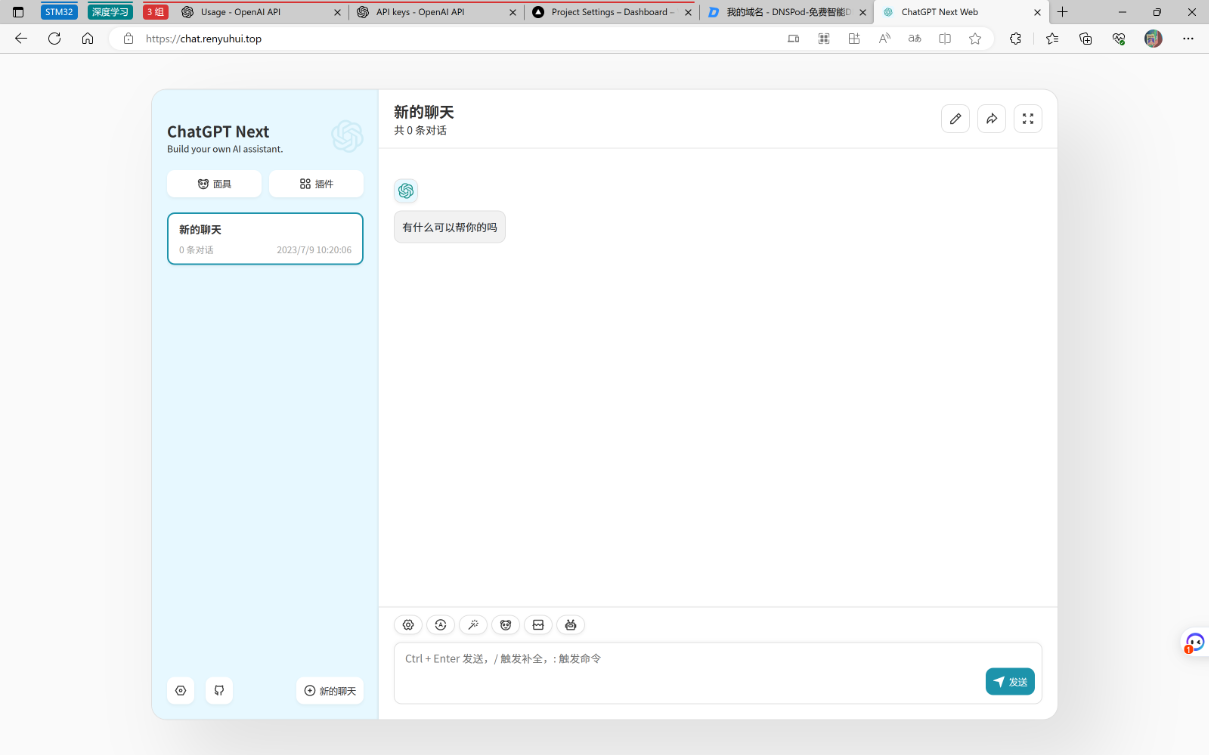 STM32
深度学习
3 组
Usage - OpenAI API
API keys - OpenAI API
Project Settings – Dashboard –
我的域名 - DNSPod-免费智能D
ChatGPT Next Web
https://chat.renyuhui.top
ChatGPT Next
Build your own AI assistant.
面具
插件
新的聊天
0 条对话
2023/7/9 10:20:06
新的聊天
共 0 条对话
有什么可以帮你的吗
Ctrl + Enter 发送，/ 触发补全，: 触发命令
发送
新的聊天
1